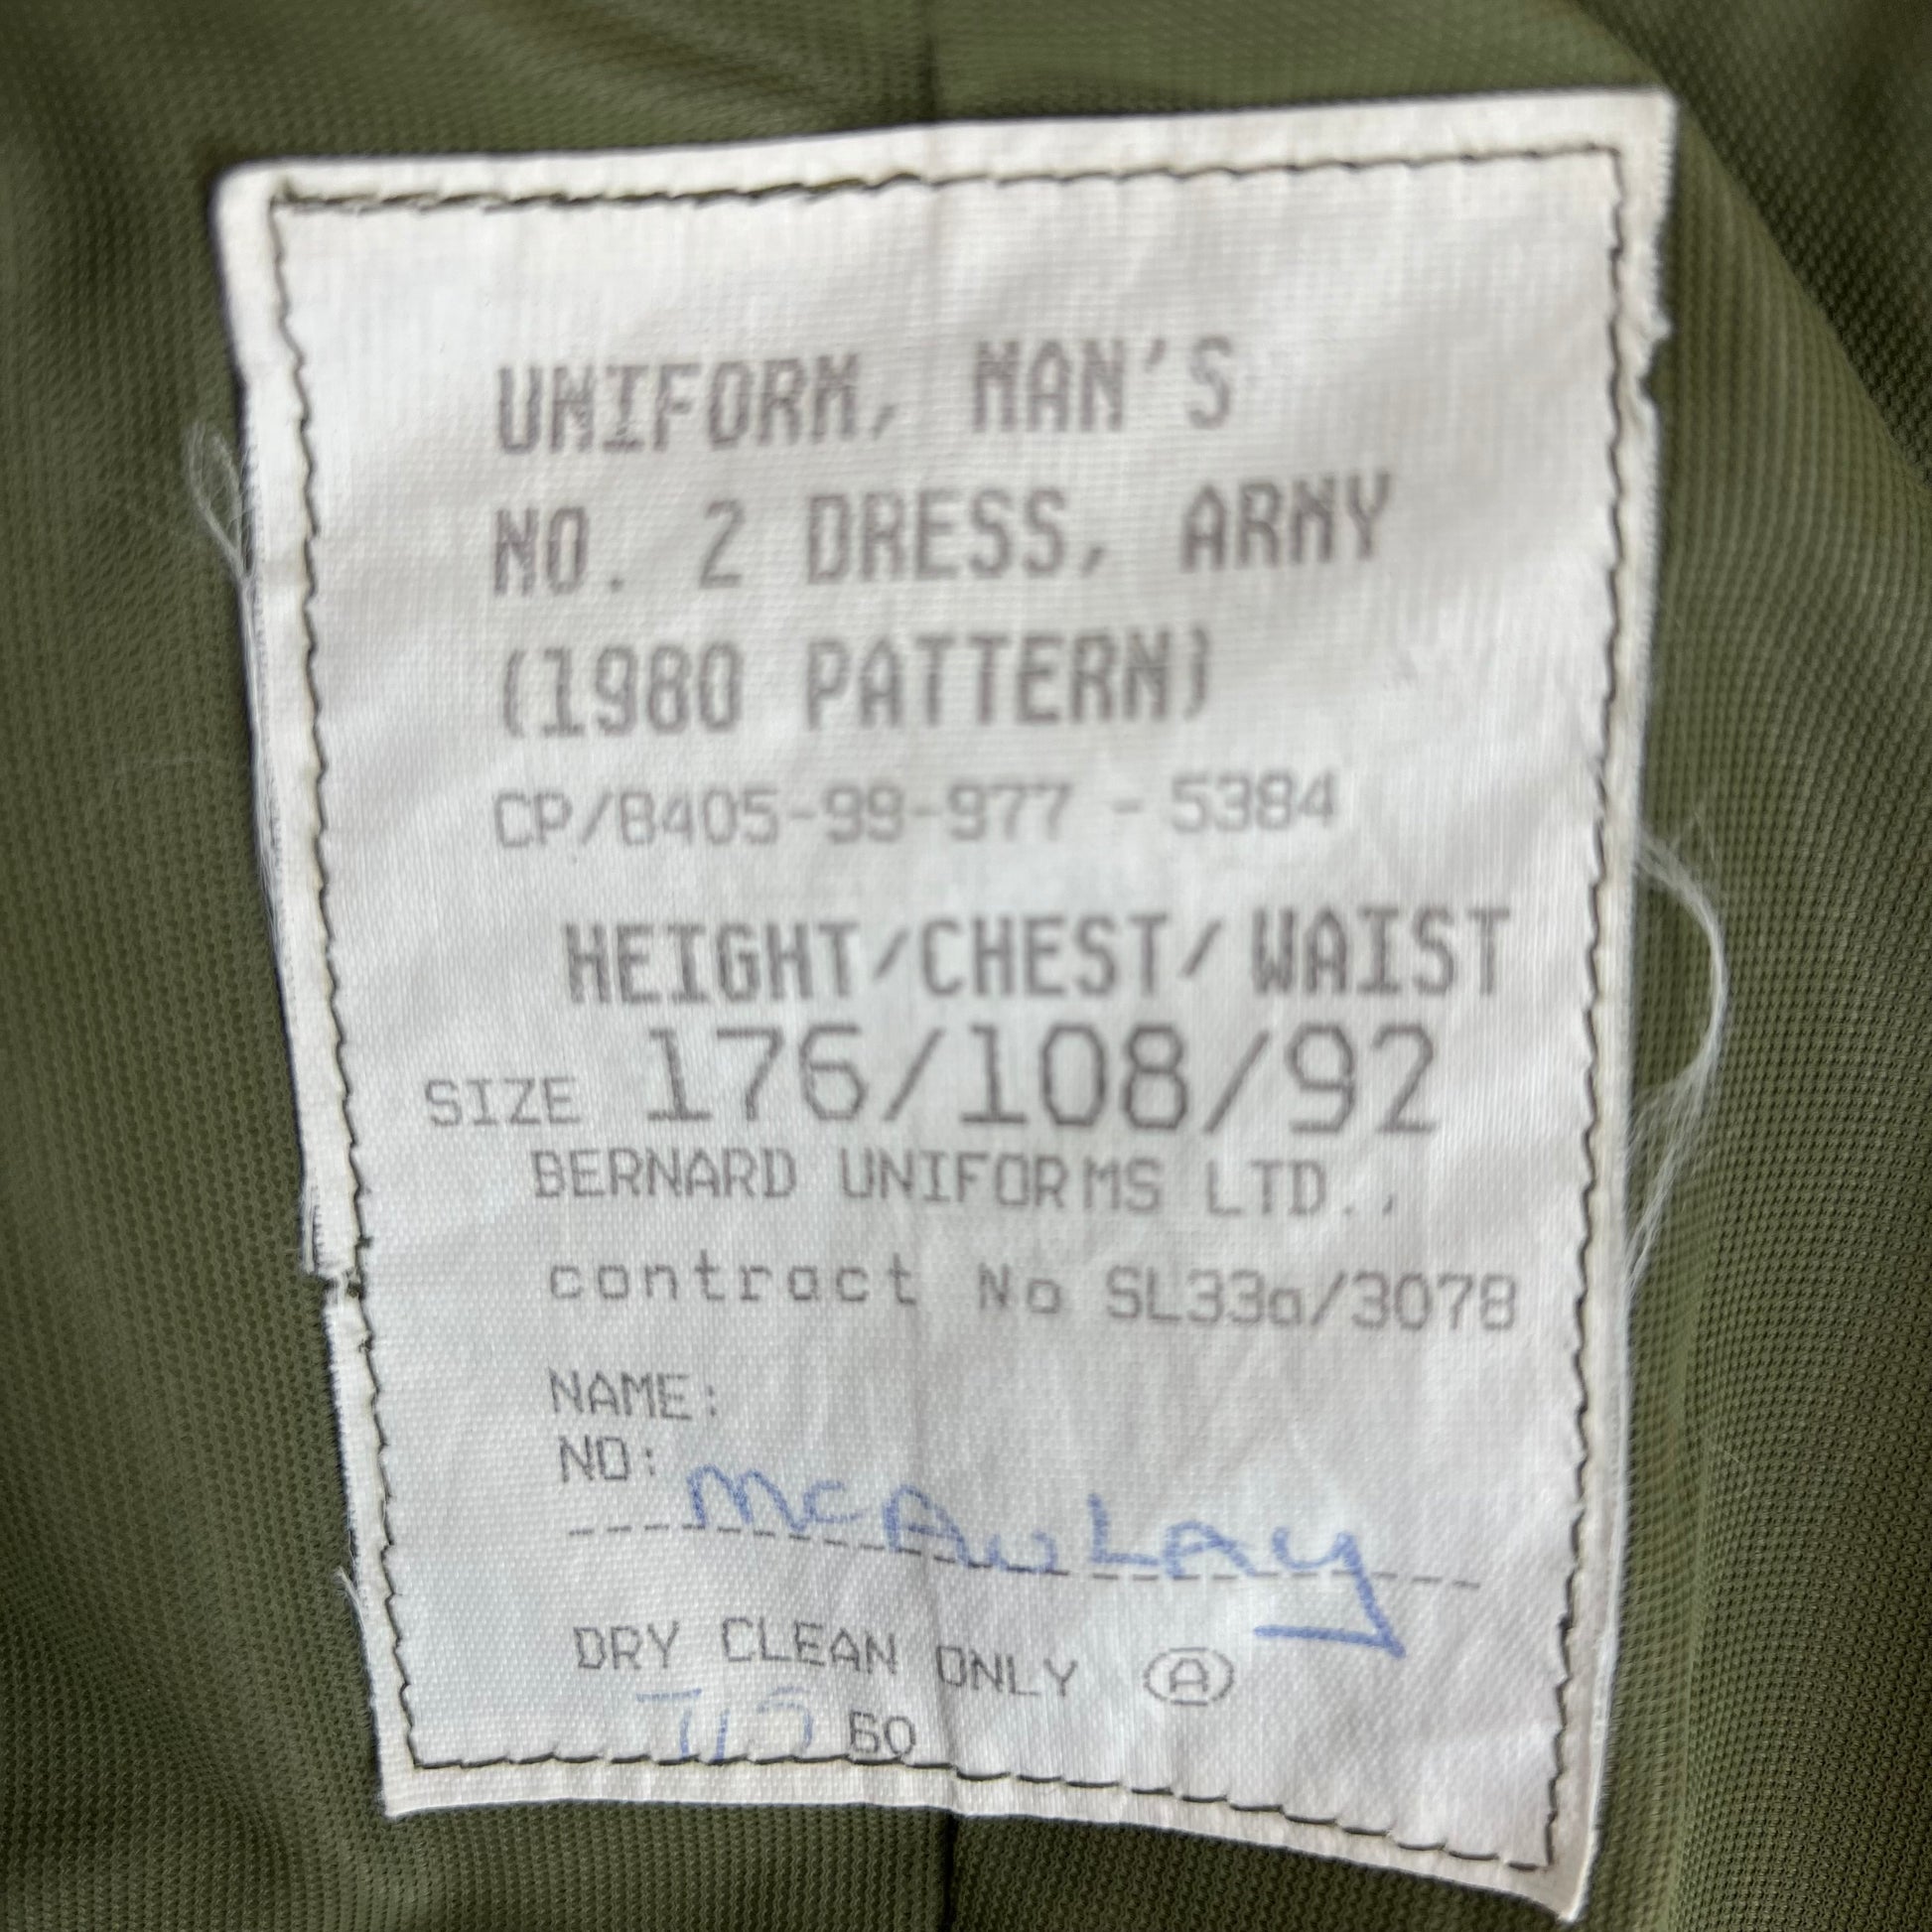 UNIFORM, MAN'S
NO. 2 DRESS, ARMY
(1980 PATTERN)
CP/8405-99-977 - 5384
HEIGHT/CHEST/WAIST
SIZE 176/108/92
BERNARD UNIFORMS LTD.,
contract No SL33a/3078
NAME:
NO:
McAuLAy
DRY CLEAN ONLY Ⓐ
60